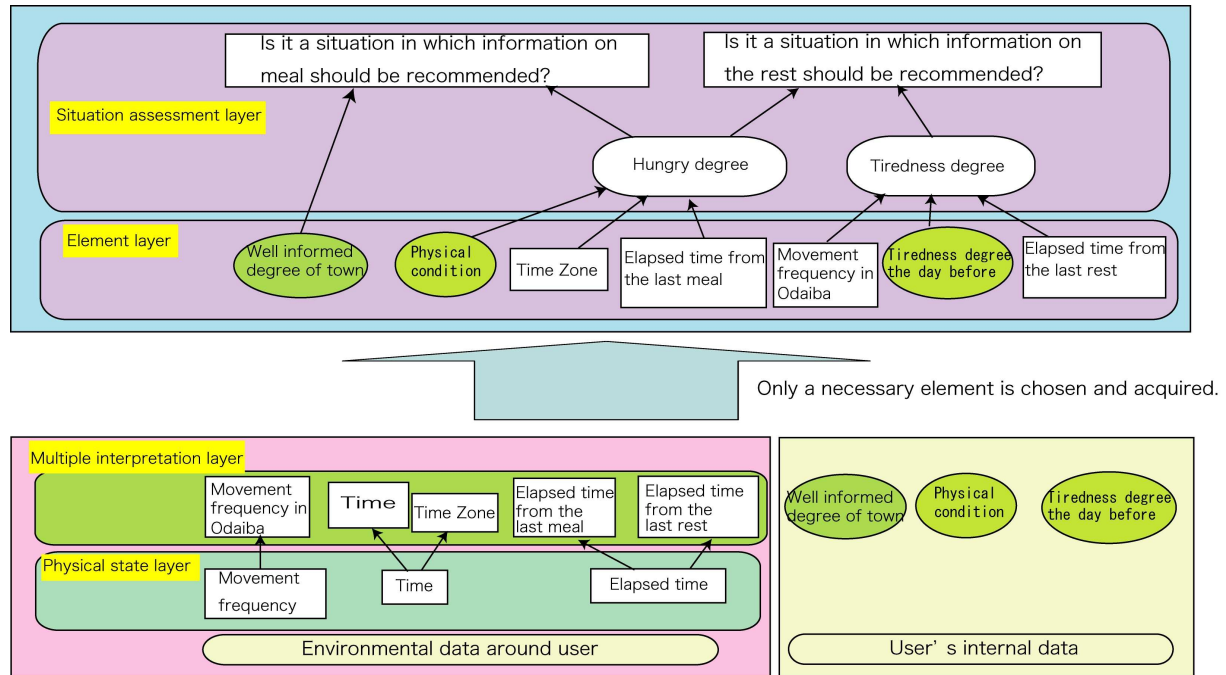 Is it a situation in which information on
meal should be recommended?
Is it a situation in which information on
the rest should be recommended?
Situation assessment layer
Hungry degree
Tiredness degree
Element layer
Well informed
degree of town
Physical
condition
Time Zone
Elapsed time from
the last meal
Movement
frequency in
Odaiba
Tiredness degree
the day before
Elapsed time from
the last rest
Only a necessary element is chosen and acquired.
Multiple interpretation layer
Movement
frequency in
Odaiba
Time
Time Zone
Elapsed time
from the
last meal
Elapsed time
from the
last rest
Well informed
degree of town
Physical
condition
Tiredness degree
the day before
Physical state layer
Movement
frequency
Time
Elapsed time
Environmental data around user
User’ s internal data